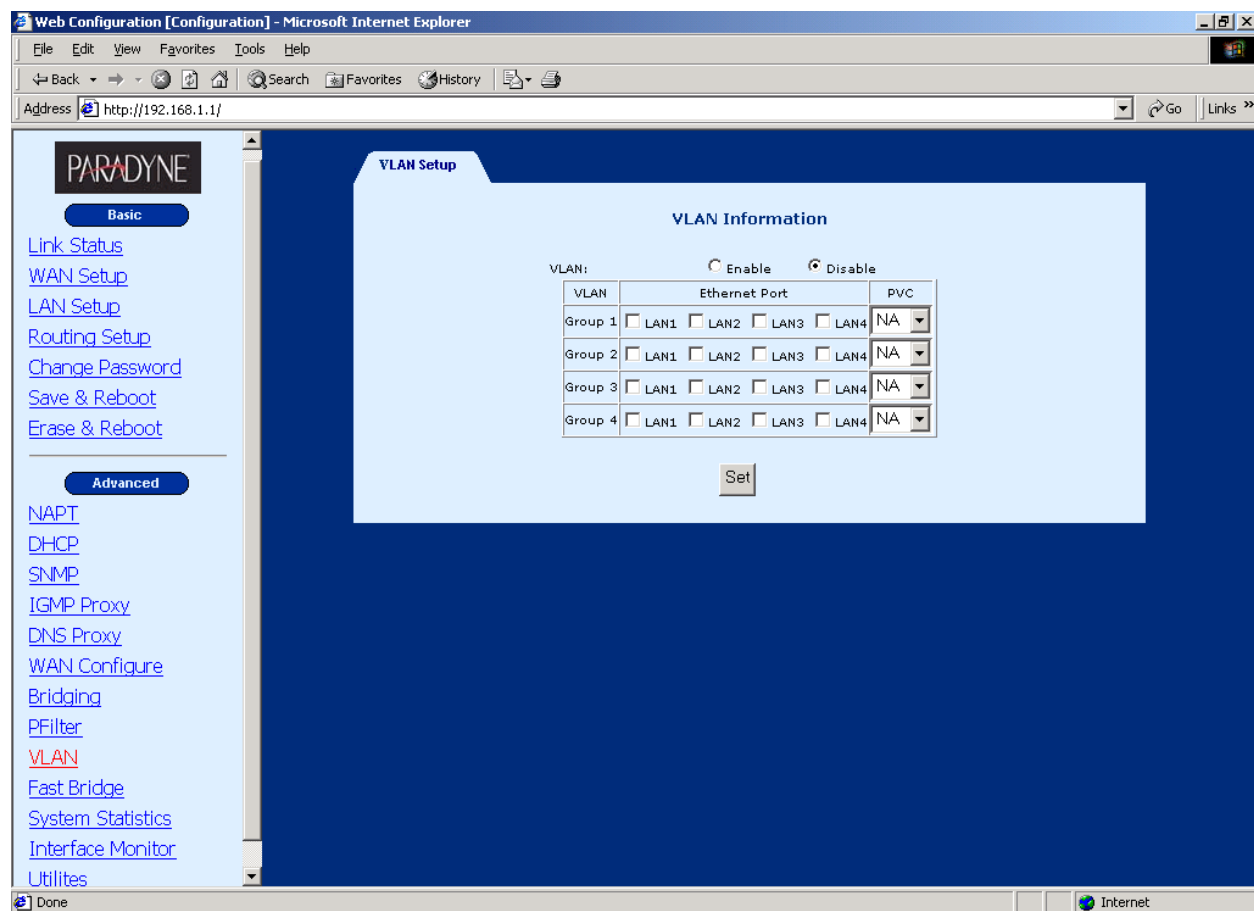 Web Configuration [Configuration] - Microsoft Internet Explorer
File Edit View Favorites Tools Help
Back Search Favorites History
Address http://192.168.1.1/ Go Links »
PARADYNE
Basic
Link Status
WAN Setup
LAN Setup
Routing Setup
Change Password
Save & Reboot
Erase & Reboot
Advanced
NAPT
DHCP
SNMP
IGMP Proxy
DNS Proxy
WAN Configure
Bridging
PFilter
VLAN
Fast Bridge
System Statistics
Interface Monitor
Utilites
VLAN Setup
VLAN Information
VLAN: Enable Disable
VLAN Ethernet Port PVC
Group 1 LAN1 LAN2 LAN3 LAN4 NA
Group 2 LAN1 LAN2 LAN3 LAN4 NA
Group 3 LAN1 LAN2 LAN3 LAN4 NA
Group 4 LAN1 LAN2 LAN3 LAN4 NA
Set
Done Internet